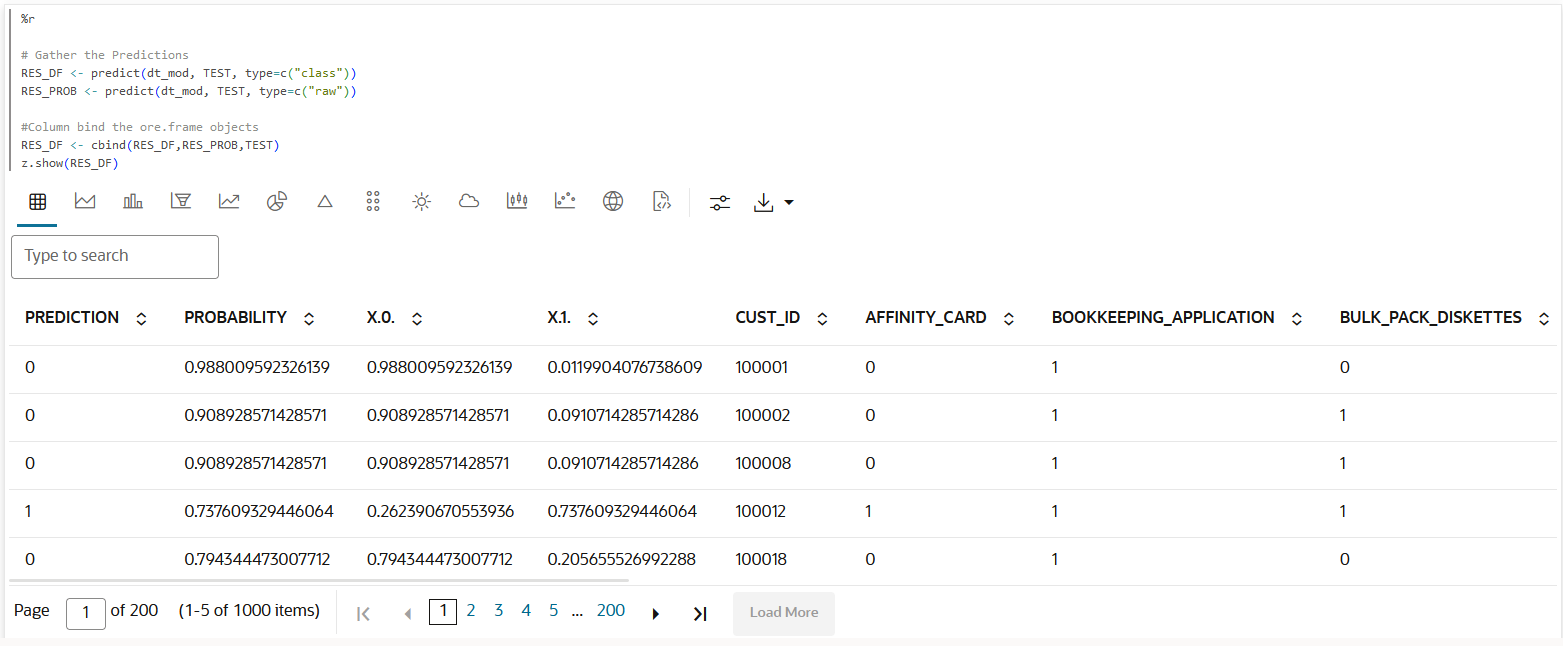 %r
# Gather the Predictions
RES_DF <- predict(dt_mod, TEST, type=c("class"))
RES_PROB <- predict(dt_mod, TEST, type=c("raw"))
#Column bind the ore.frame objects
RES_DF <- cbind(RES_DF,RES_PROB,TEST)
z.show(RES_DF)
Type to search
PREDICTION PROBABILITY X.0. X.1. CUST_ID AFFINITY_CARD BOOKKEEPING_APPLICATION BULK_PACK_DISKETTES
0 0.988009592326139 0.988009592326139 0.0119904076738609 100001 0 1 0
0 0.908928571428571 0.908928571428571 0.0910714285714286 100002 0 1 1
0 0.908928571428571 0.908928571428571 0.0910714285714286 100008 0 1 1
1 0.737609329446064 0.262390670553936 0.737609329446064 100012 1 1 1
0 0.794344473007712 0.794344473007712 0.205655526992288 100018 0 1 0
Page 1 of 200 (1-5 of 1000 items) 1 2 3 4 5 ... 200 Load More